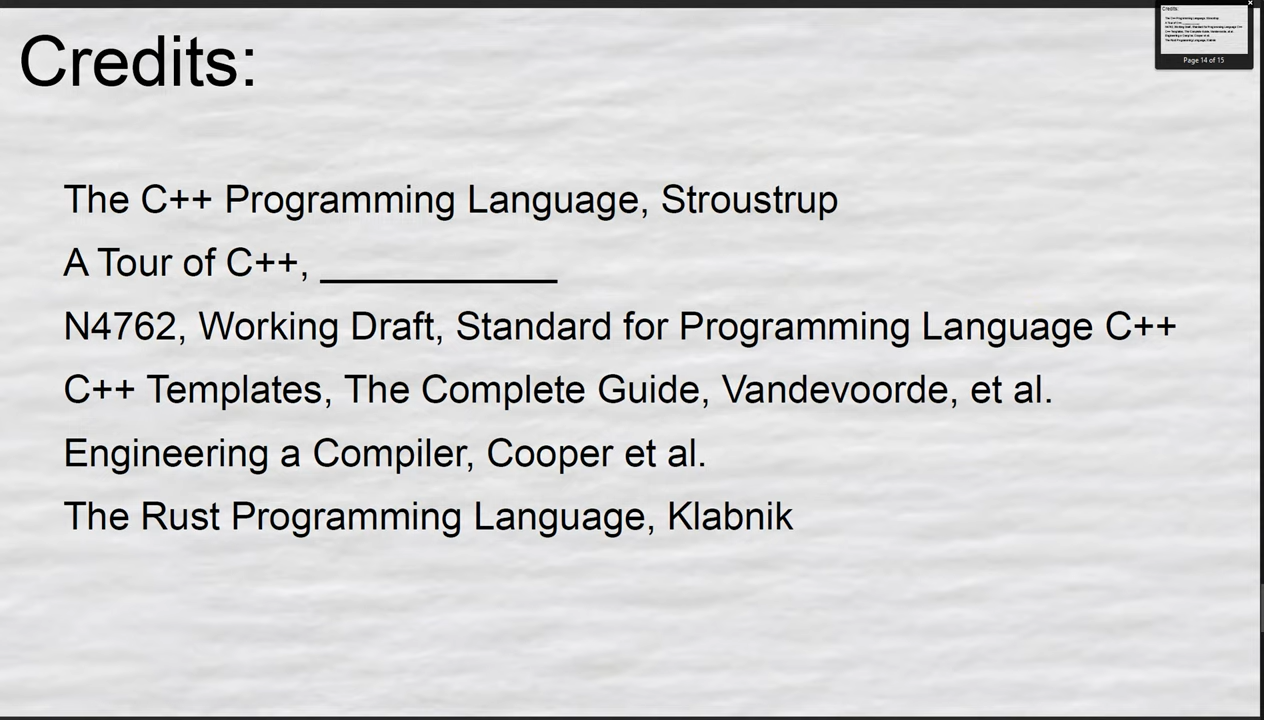 Credits:
The C++ Programming Language, Stroustrup
A Tour of C++, ____________
N4762, Working Draft, Standard for Programming Language C++
C++ Templates, The Complete Guide, Vandevoorde, et al.
Engineering a Compiler, Cooper et al.
The Rust Programming Language, Klabnik
Page 14 of 15